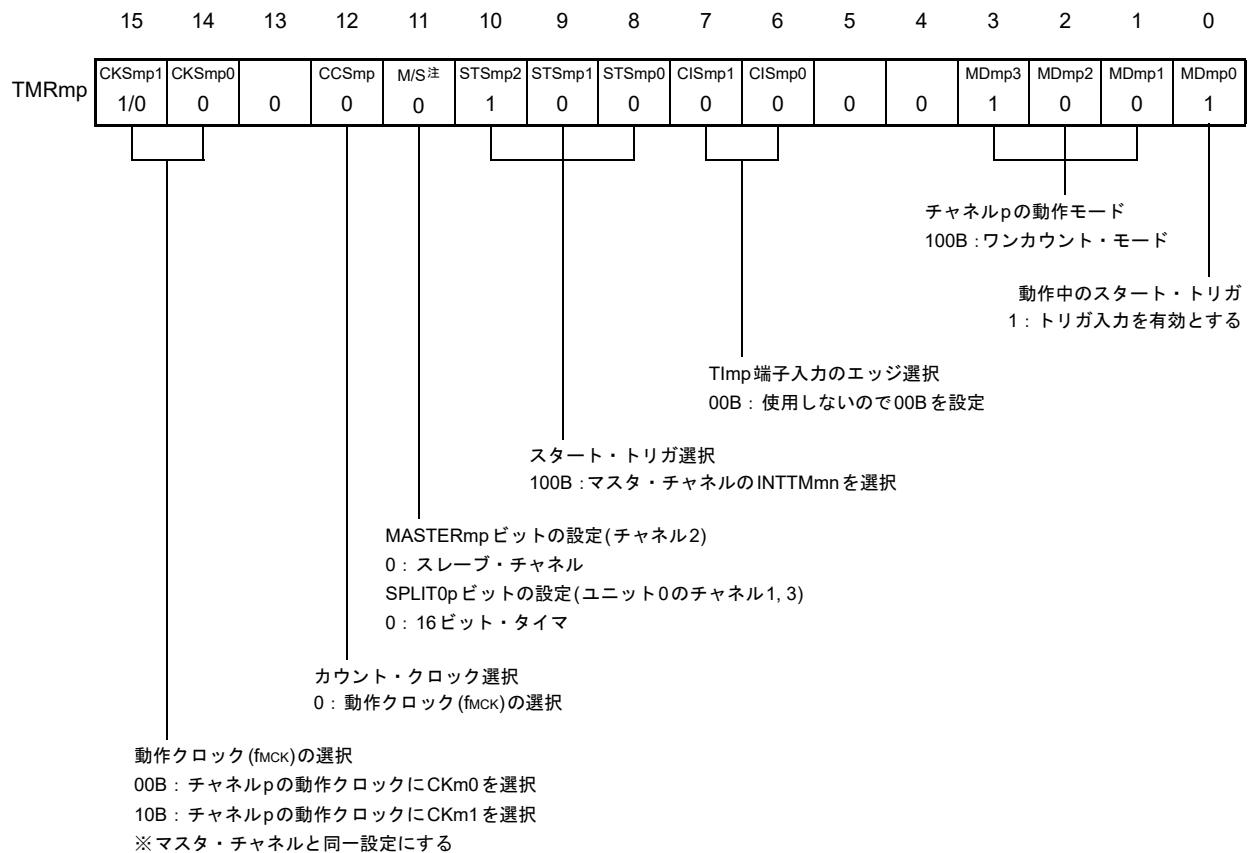 15 14 13 12 11 10 9 8 7 6 5 4 3 2 1 0
TMRmp
CKSmp1 CKSmp0 CCSmp M/S注 STSmp2 STSmp1 STSmp0 CISmp1 CISmp0 MDmp3 MDmp2 MDmp1 MDmp0
1/0 0 0 0 0 1 0 0 0 0 0 0 1 0 0 1
チャネルpの動作モード
100B:ワンカウント・モード
動作中のスタート・トリガ
1:トリガ入力を有効とする
TImp端子入力のエッジ選択
00B:使用しないので00Bを設定
スタート・トリガ選択
100B:マスタ・チャネルのINTTMmnを選択
MASTERmpビットの設定(チャネル2)
0:スレーブ・チャネル
SPLIT0pビットの設定(ユニット0のチャネル1, 3)
0:16ビット・タイマ
カウント・クロック選択
0:動作クロック(fMCK)の選択
動作クロック(fMCK)の選択
00B:チャネルpの動作クロックにCKm0を選択
10B:チャネルpの動作クロックにCKm1を選択
※マスタ・チャネルと同一設定にする